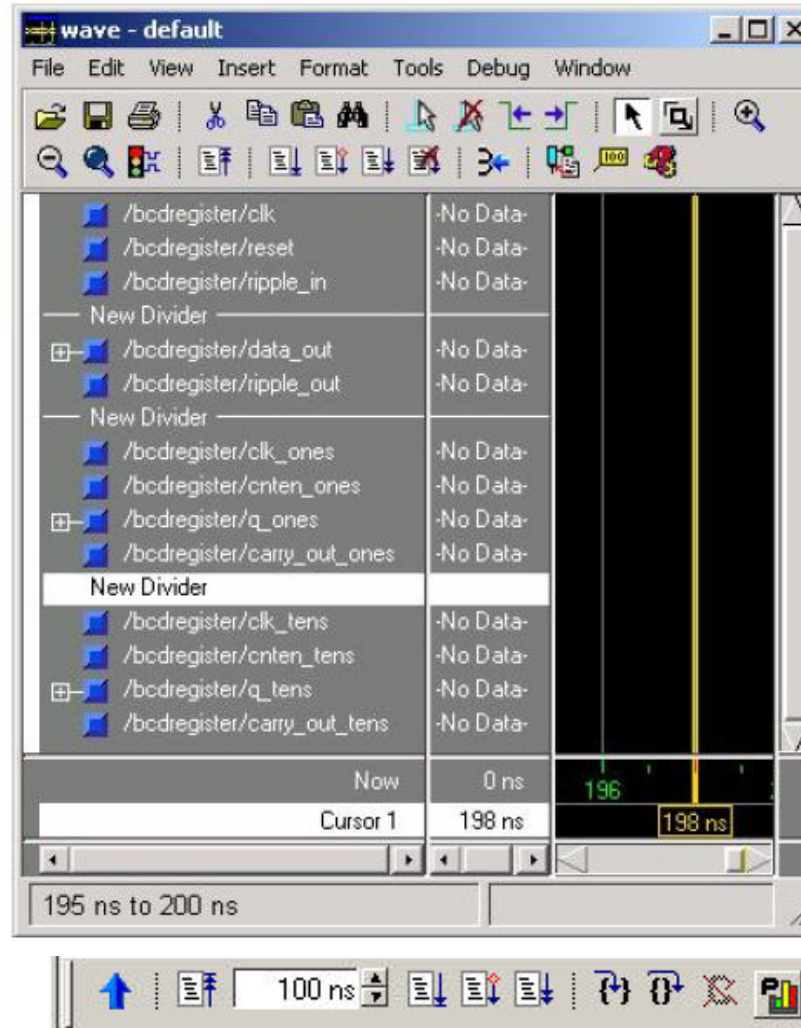 wave - default
File Edit View Insert Format Tools Debug Window
/bcdregister/clk -No Data-
/bcdregister/reset -No Data-
/bcdregister/ripple_in -No Data-
New Divider
/bcdregister/data_out -No Data-
/bcdregister/ripple_out -No Data-
New Divider
/bcdregister/clk_ones -No Data-
/bcdregister/cnten_ones -No Data-
/bcdregister/q_ones -No Data-
/bcdregister/carry_out_ones -No Data-
New Divider
/bcdregister/clk_tens -No Data-
/bcdregister/cnten_tens -No Data-
/bcdregister/q_tens -No Data-
/bcdregister/carry_out_tens -No Data-
Now 0 ns 196
Cursor 1 198 ns 198 ns
195 ns to 200 ns
100 ns